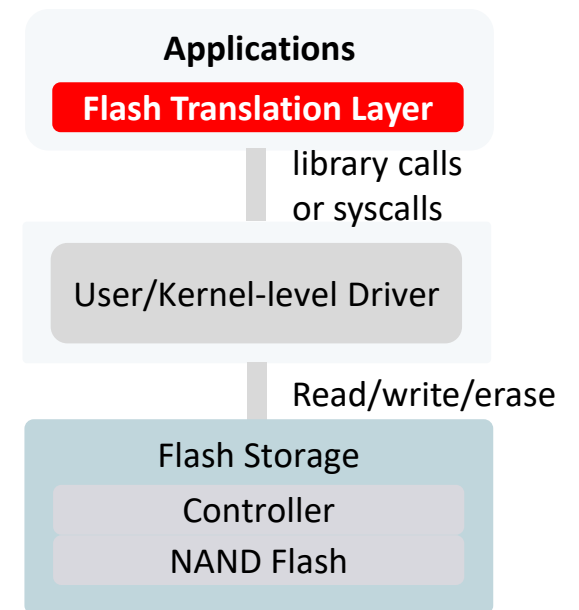 Applications
Flash Translation Layer
library calls
or syscalls
User/Kernel-level Driver
Read/write/erase
Flash Storage
Controller
NAND Flash